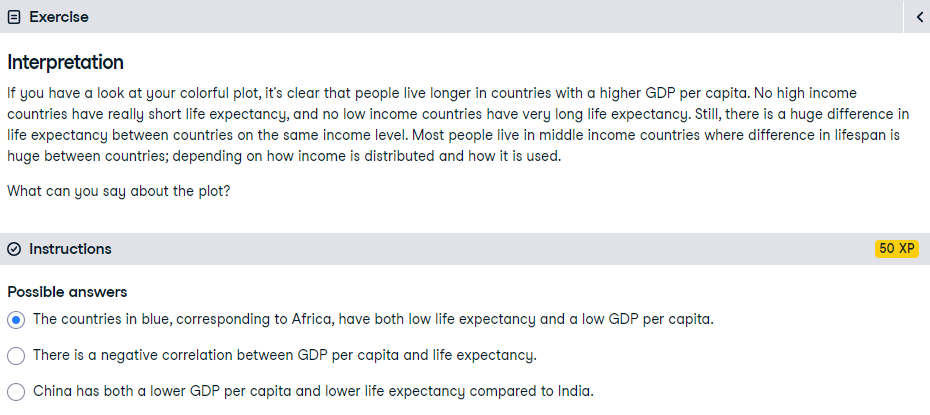 Exercise
Interpretation
If you have a look at your colorful plot, it's clear that people live longer in countries with a higher GDP per capita. No high income
countries have really short life expectancy, and no low income countries have very long life expectancy. Still, there is a huge difference in
life expectancy between countries on the same income level. Most people live in middle income countries where difference in lifespan is
huge between countries; depending on how income is distributed and how it is used.
What can you say about the plot?
Instructions
50 XP
Possible answers
The countries in blue, corresponding to Africa, have both low life expectancy and a low GDP per capita.
There is a negative correlation between GDP per capita and life expectancy.
China has both a lower GDP per capita and lower life expectancy compared to India.